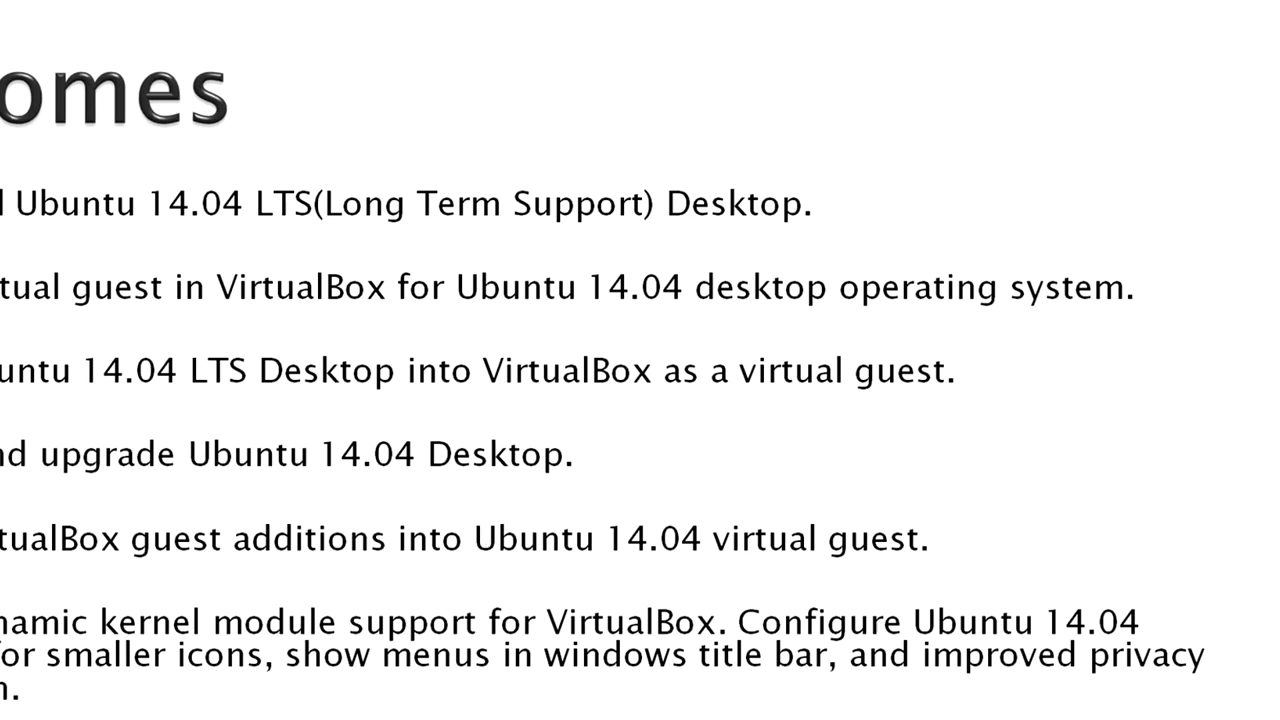 omes
Ubuntu 14.04 LTS(Long Term Support) Desktop.
tual guest in VirtualBox for Ubuntu 14.04 desktop operating system.
untu 14.04 LTS Desktop into VirtualBox as a virtual guest.
nd upgrade Ubuntu 14.04 Desktop.
tualBox guest additions into Ubuntu 14.04 virtual guest.
namic kernel module support for VirtualBox. Configure Ubuntu 14.04
or smaller icons, show menus in windows title bar, and improved privacy
n.